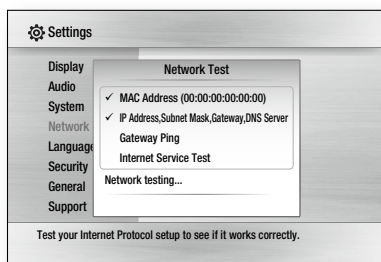 Settings
Display
Audio
System
Network
Language
Security
General
Support
Network Test
✓ MAC Address (00:00:00:00:00:00)
✓ IP Address,Subnet Mask,Gateway,DNS Server
Gateway Ping
Internet Service Test
Network testing...
Test your Internet Protocol setup to see if it works correctly.